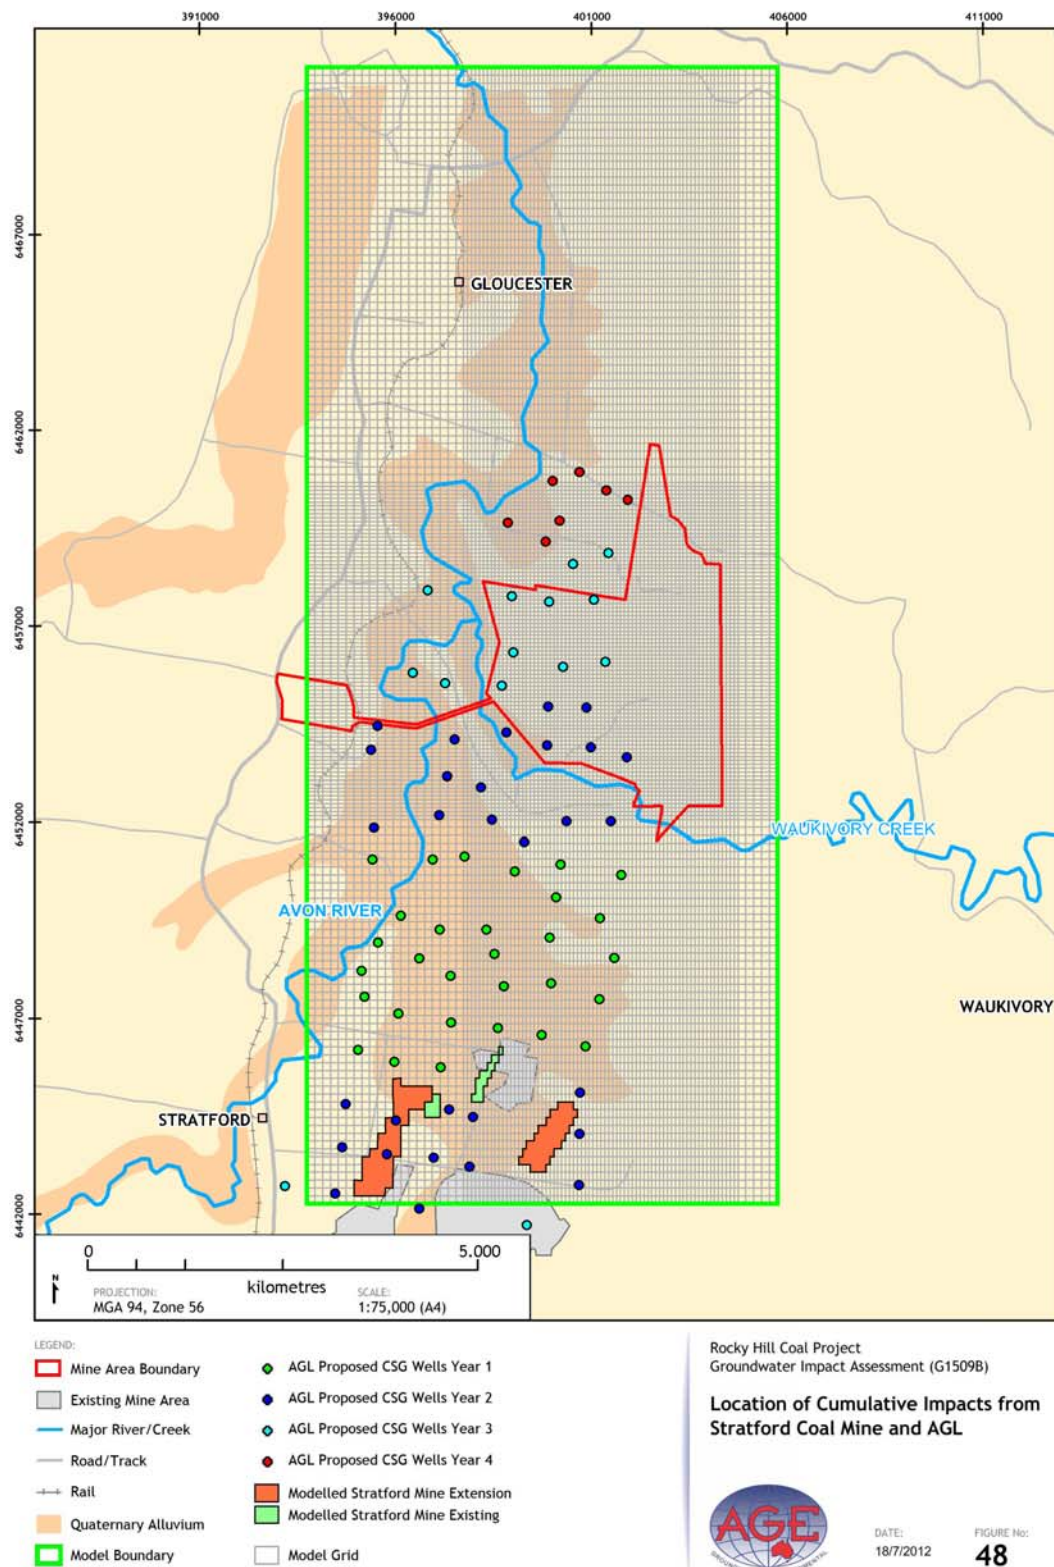 391000
396000
401000
406000
411000
6467000
GLOUCESTER
6462000
6457000
6452000
WAUKIVORY CREEK
AVON RIVER
WAUKIVORY
6447000
STRATFORD
6442000
0
5.000
kilometres
N
PROJECTION:
MGA 94, Zone 56
SCALE:
1:75,000 (A4)
LEGEND:
Mine Area Boundary
Existing Mine Area
Major River/Creek
Road/Track
Rail
Quaternary Alluvium
Model Boundary
AGL Proposed CSG Wells Year 1
AGL Proposed CSG Wells Year 2
AGL Proposed CSG Wells Year 3
AGL Proposed CSG Wells Year 4
Modelled Stratford Mine Extension
Modelled Stratford Mine Existing
Model Grid
Rocky Hill Coal Project
Groundwater Impact Assessment (G1509B)
Location of Cumulative Impacts from
Stratford Coal Mine and AGL
AGE
DATE:
18/7/2012
FIGURE No:
48